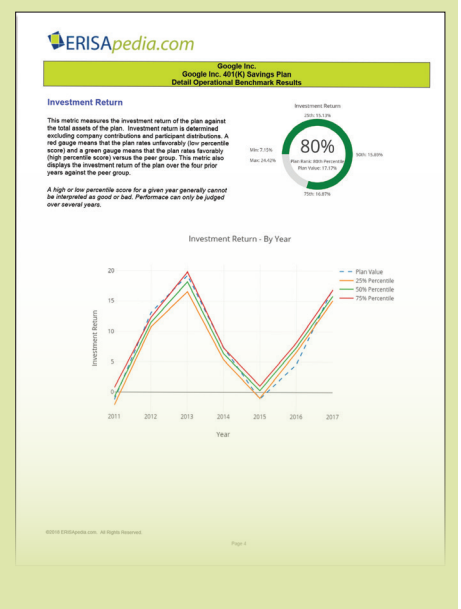 ERISApedia.com
Google Inc.
Google Inc. 401(K) Savings Plan
Detail Operational Benchmark Results
Investment Return
This metric measures the investment return of the plan against
the total assets of the plan. Investment return is determined
excluding company contributions and participant distributions. A
red gauge means that the plan rates unfavorably (low percentile
score) and a green gauge means that the plan rates favorably
(high percentile score) versus the peer group. This metric also
displays the investment return of the plan over the four prior
years against the peer group.
A high or low percentile score for a given year generally cannot
be interpreted as good or bad. Performace can only be judged
over several years.
Investment Return
25th: 15.13%
Min: 7.13%
Max: 24.42%
80%
Plan Rank: 80th Percentile
Plan Value: 17.17%
50th: 15.89%
75th: 16.87%
Investment Return - By Year
Investment Return
20
15
10
5
0
2011 2012 2013 2014 2015 2016 2017
Year
Plan Value
25% Percentile
50% Percentile
75% Percentile
ERISApedia.com. All Rights Reserved.
Page 4